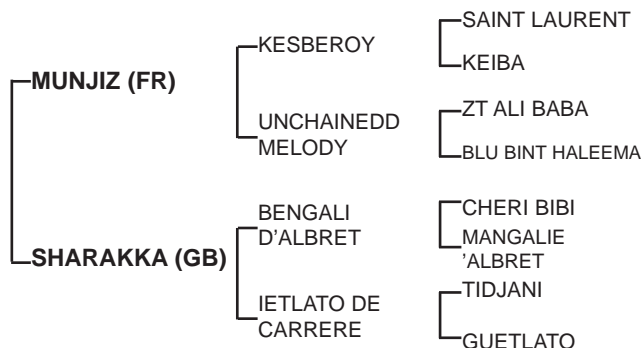 SAINT LAURENT
KESBEROY
KEIBA
MUNJIZ (FR)
ZT ALI BABA
UNCHAINEDD
MELODY
BLU BINT HALEEMA
BENGALI
D'ALBRET
CHERI BIBI
MANGALIE
'ALBRET
SHARAKKA (GB)
TIDJANI
IETLATO DE
CARRERE
GUETLATO